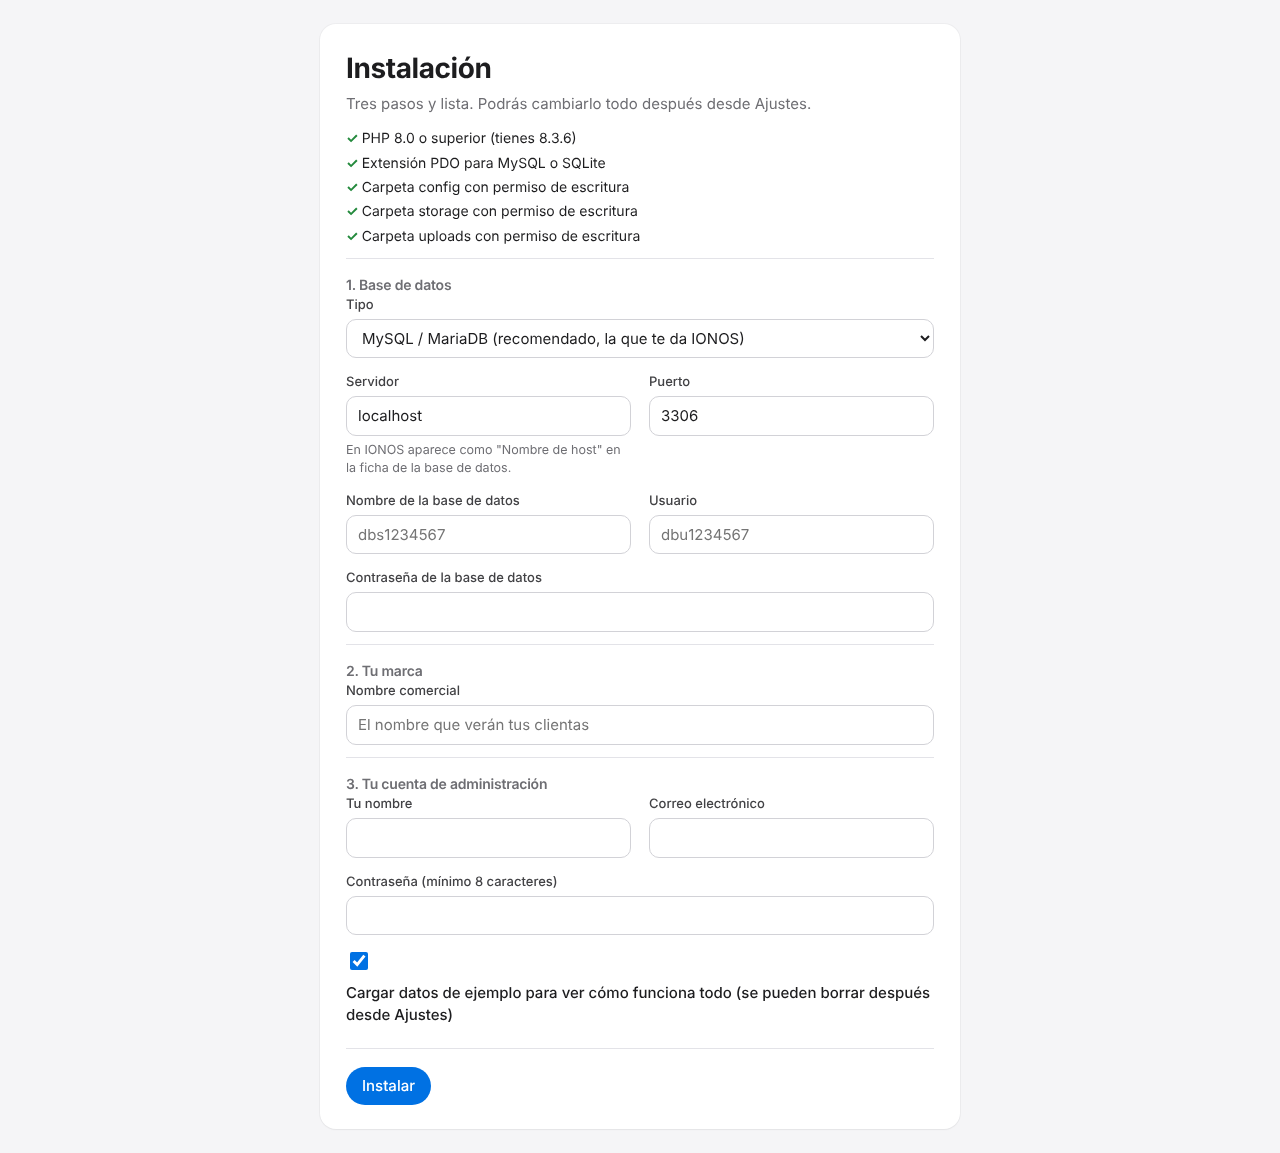 Instalación
Tres pasos y lista. Podrás cambiarlo todo después desde Ajustes.
✓ PHP 8.0 o superior (tienes 8.3.6)
✓ Extensión PDO para MySQL o SQLite
✓ Carpeta config con permiso de escritura
✓ Carpeta storage con permiso de escritura
✓ Carpeta uploads con permiso de escritura
1. Base de datos
Tipo
MySQL / MariaDB (recomendado, la que te da IONOS)
Servidor
localhost
En IONOS aparece como "Nombre de host" en
la ficha de la base de datos.
Puerto
3306
Nombre de la base de datos
dbs1234567
Usuario
dbu1234567
Contraseña de la base de datos
2. Tu marca
Nombre comercial
El nombre que verán tus clientas
3. Tu cuenta de administración
Tu nombre
Correo electrónico
Contraseña (mínimo 8 caracteres)
Cargar datos de ejemplo para ver cómo funciona todo (se pueden borrar después
desde Ajustes)
Instalar